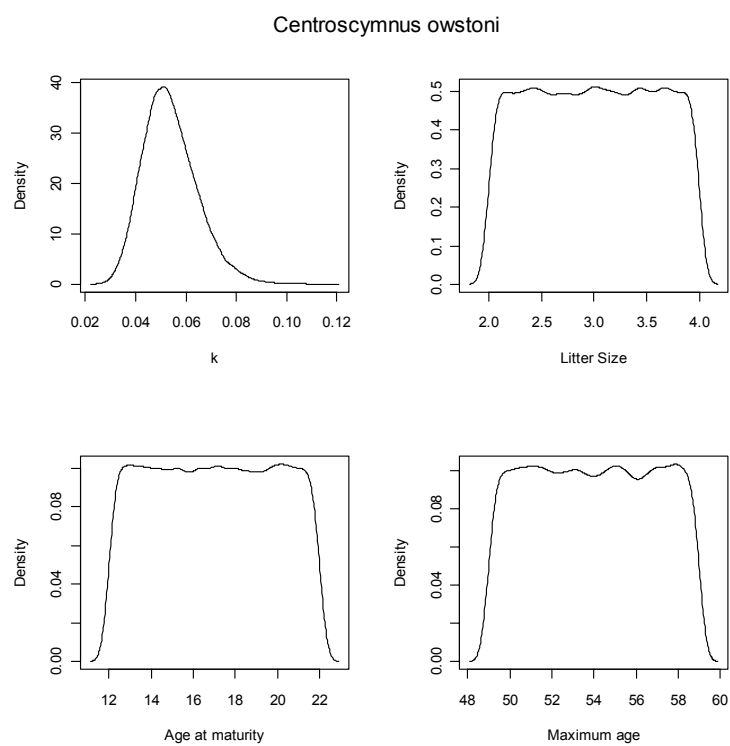 Centroscymnus owstoni
Density
0 10 20 30 40
0.02 0.04 0.06 0.08 0.10 0.12
k
Density
0.0 0.1 0.2 0.3 0.4 0.5
2.0 2.5 3.0 3.5 4.0
Litter Size
Density
0.00 0.04 0.08
12 14 16 18 20 22
Age at maturity
Density
0.00 0.04 0.08
48 50 52 54 56 58 60
Maximum age